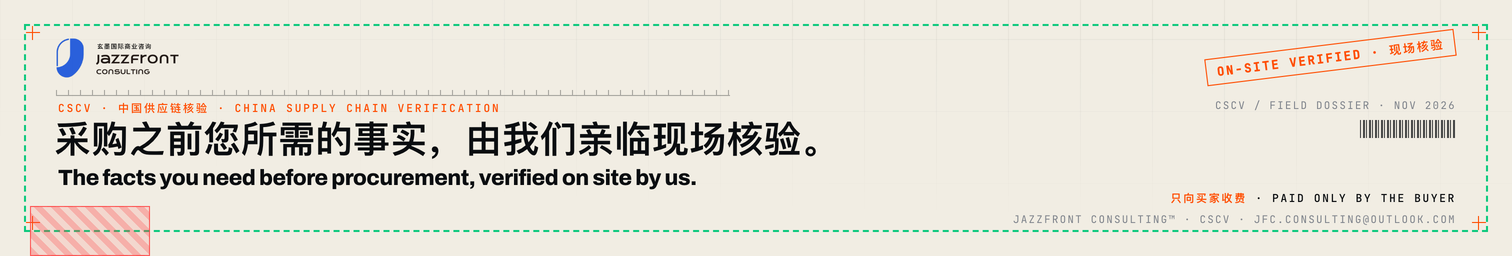 玄墨国际商业咨询
JAZZFRONT
CONSULTING
ON-SITE VERIFIED · 现场核验
CSCV · 中国供应链核验 · CHINA SUPPLY CHAIN VERIFICATION
CSCV / FIELD DOSSIER · NOV 2026
采购之前您所需的事实，由我们亲临现场核验。
The facts you need before procurement, verified on site by us.
只向买家收费 · PAID ONLY BY THE BUYER
JAZZFRONT CONSULTING™ · CSCV · JFC.CONSULTING@OUTLOOK.COM